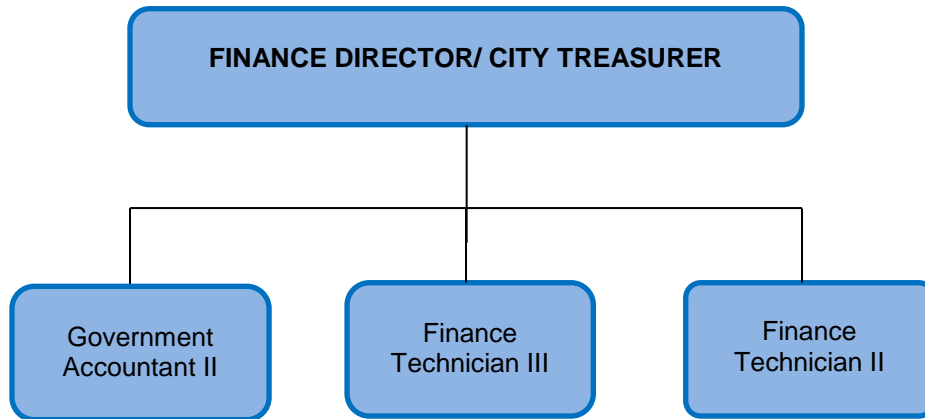 FINANCE DIRECTOR/ CITY TREASURER
Government
Accountant II
Finance
Technician III
Finance
Technician II